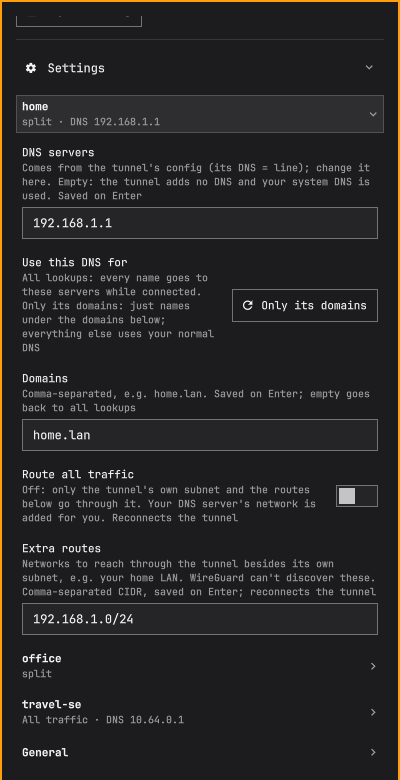 Settings
home
split · DNS 192.168.1.1
DNS servers
Comes from the tunnel's config (its DNS = line); change it
here. Empty: the tunnel adds no DNS and your system DNS is
used. Saved on Enter
192.168.1.1
Use this DNS for
All lookups: every name goes to
these servers while connected.
Only its domains: just names
under the domains below;
everything else uses your normal
DNS
Only its domains
Domains
Comma-separated, e.g. home.lan. Saved on Enter; empty goes
back to all lookups
home.lan
Route all traffic
Off: only the tunnel's own subnet and the routes
below go through it. Your DNS server's network is
added for you. Reconnects the tunnel
Extra routes
Networks to reach through the tunnel besides its own
subnet, e.g. your home LAN. WireGuard can't discover these.
Comma-separated CIDR, saved on Enter; reconnects the tunnel
192.168.1.0/24
office
split
travel-se
All traffic · DNS 10.64.0.1
General